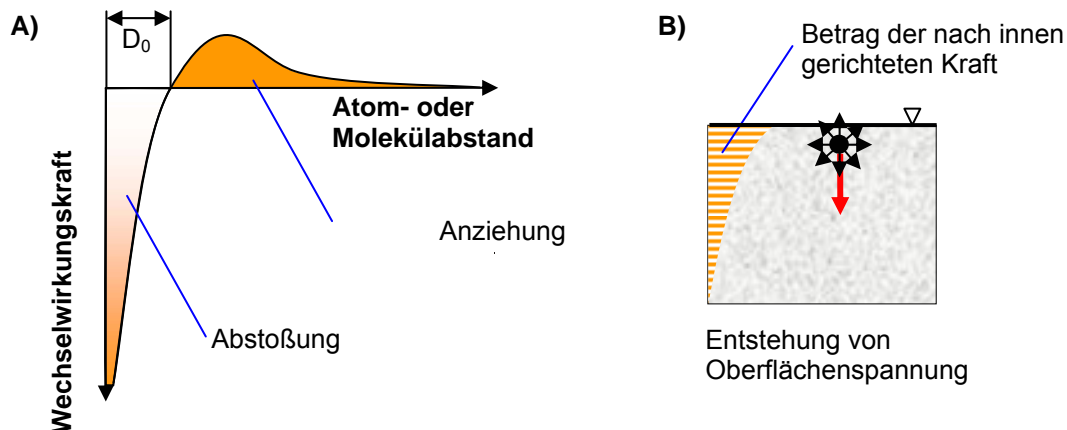 A)
D0
Atom- oder
Molekülabstand
Wechselwirkungskraft
Anziehung
Abstoßung
B)
Betrag der nach innen
gerichteten Kraft
Entstehung von
Oberflächenspannung